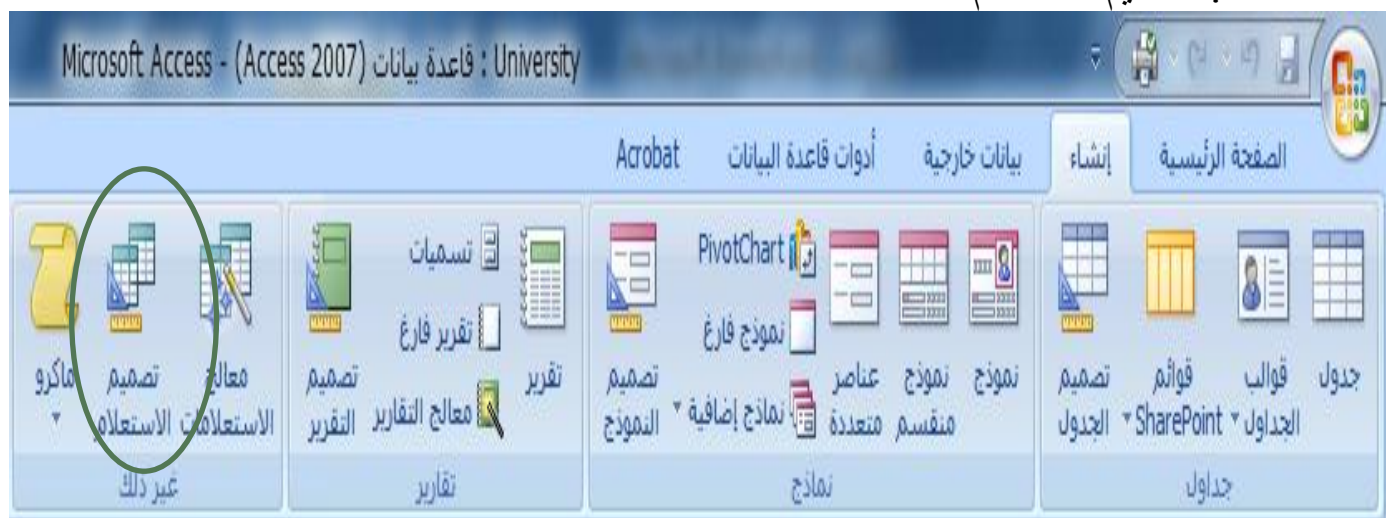 University : قاعدة بيانات (Access 2007) - Microsoft Access
الصفحة الرئيسية
إنشاء
بيانات خارجية
أدوات قاعدة البيانات
Acrobat
جدول
قوالب
الجداول
قوائم
SharePoint
تصميم
الجدول
جداول
نموذج
نموذج
منقسم
عناصر
متعددة
PivotChart
نموذج فارغ
نماذج إضافية
تصميم
النموذج
نماذج
تقرير
تسميات
تقرير فارغ
معالج التقارير
تصميم
التقرير
تقارير
معالج
الاستعلامات
تصميم
الاستعلام
ماكرو
غير ذلك